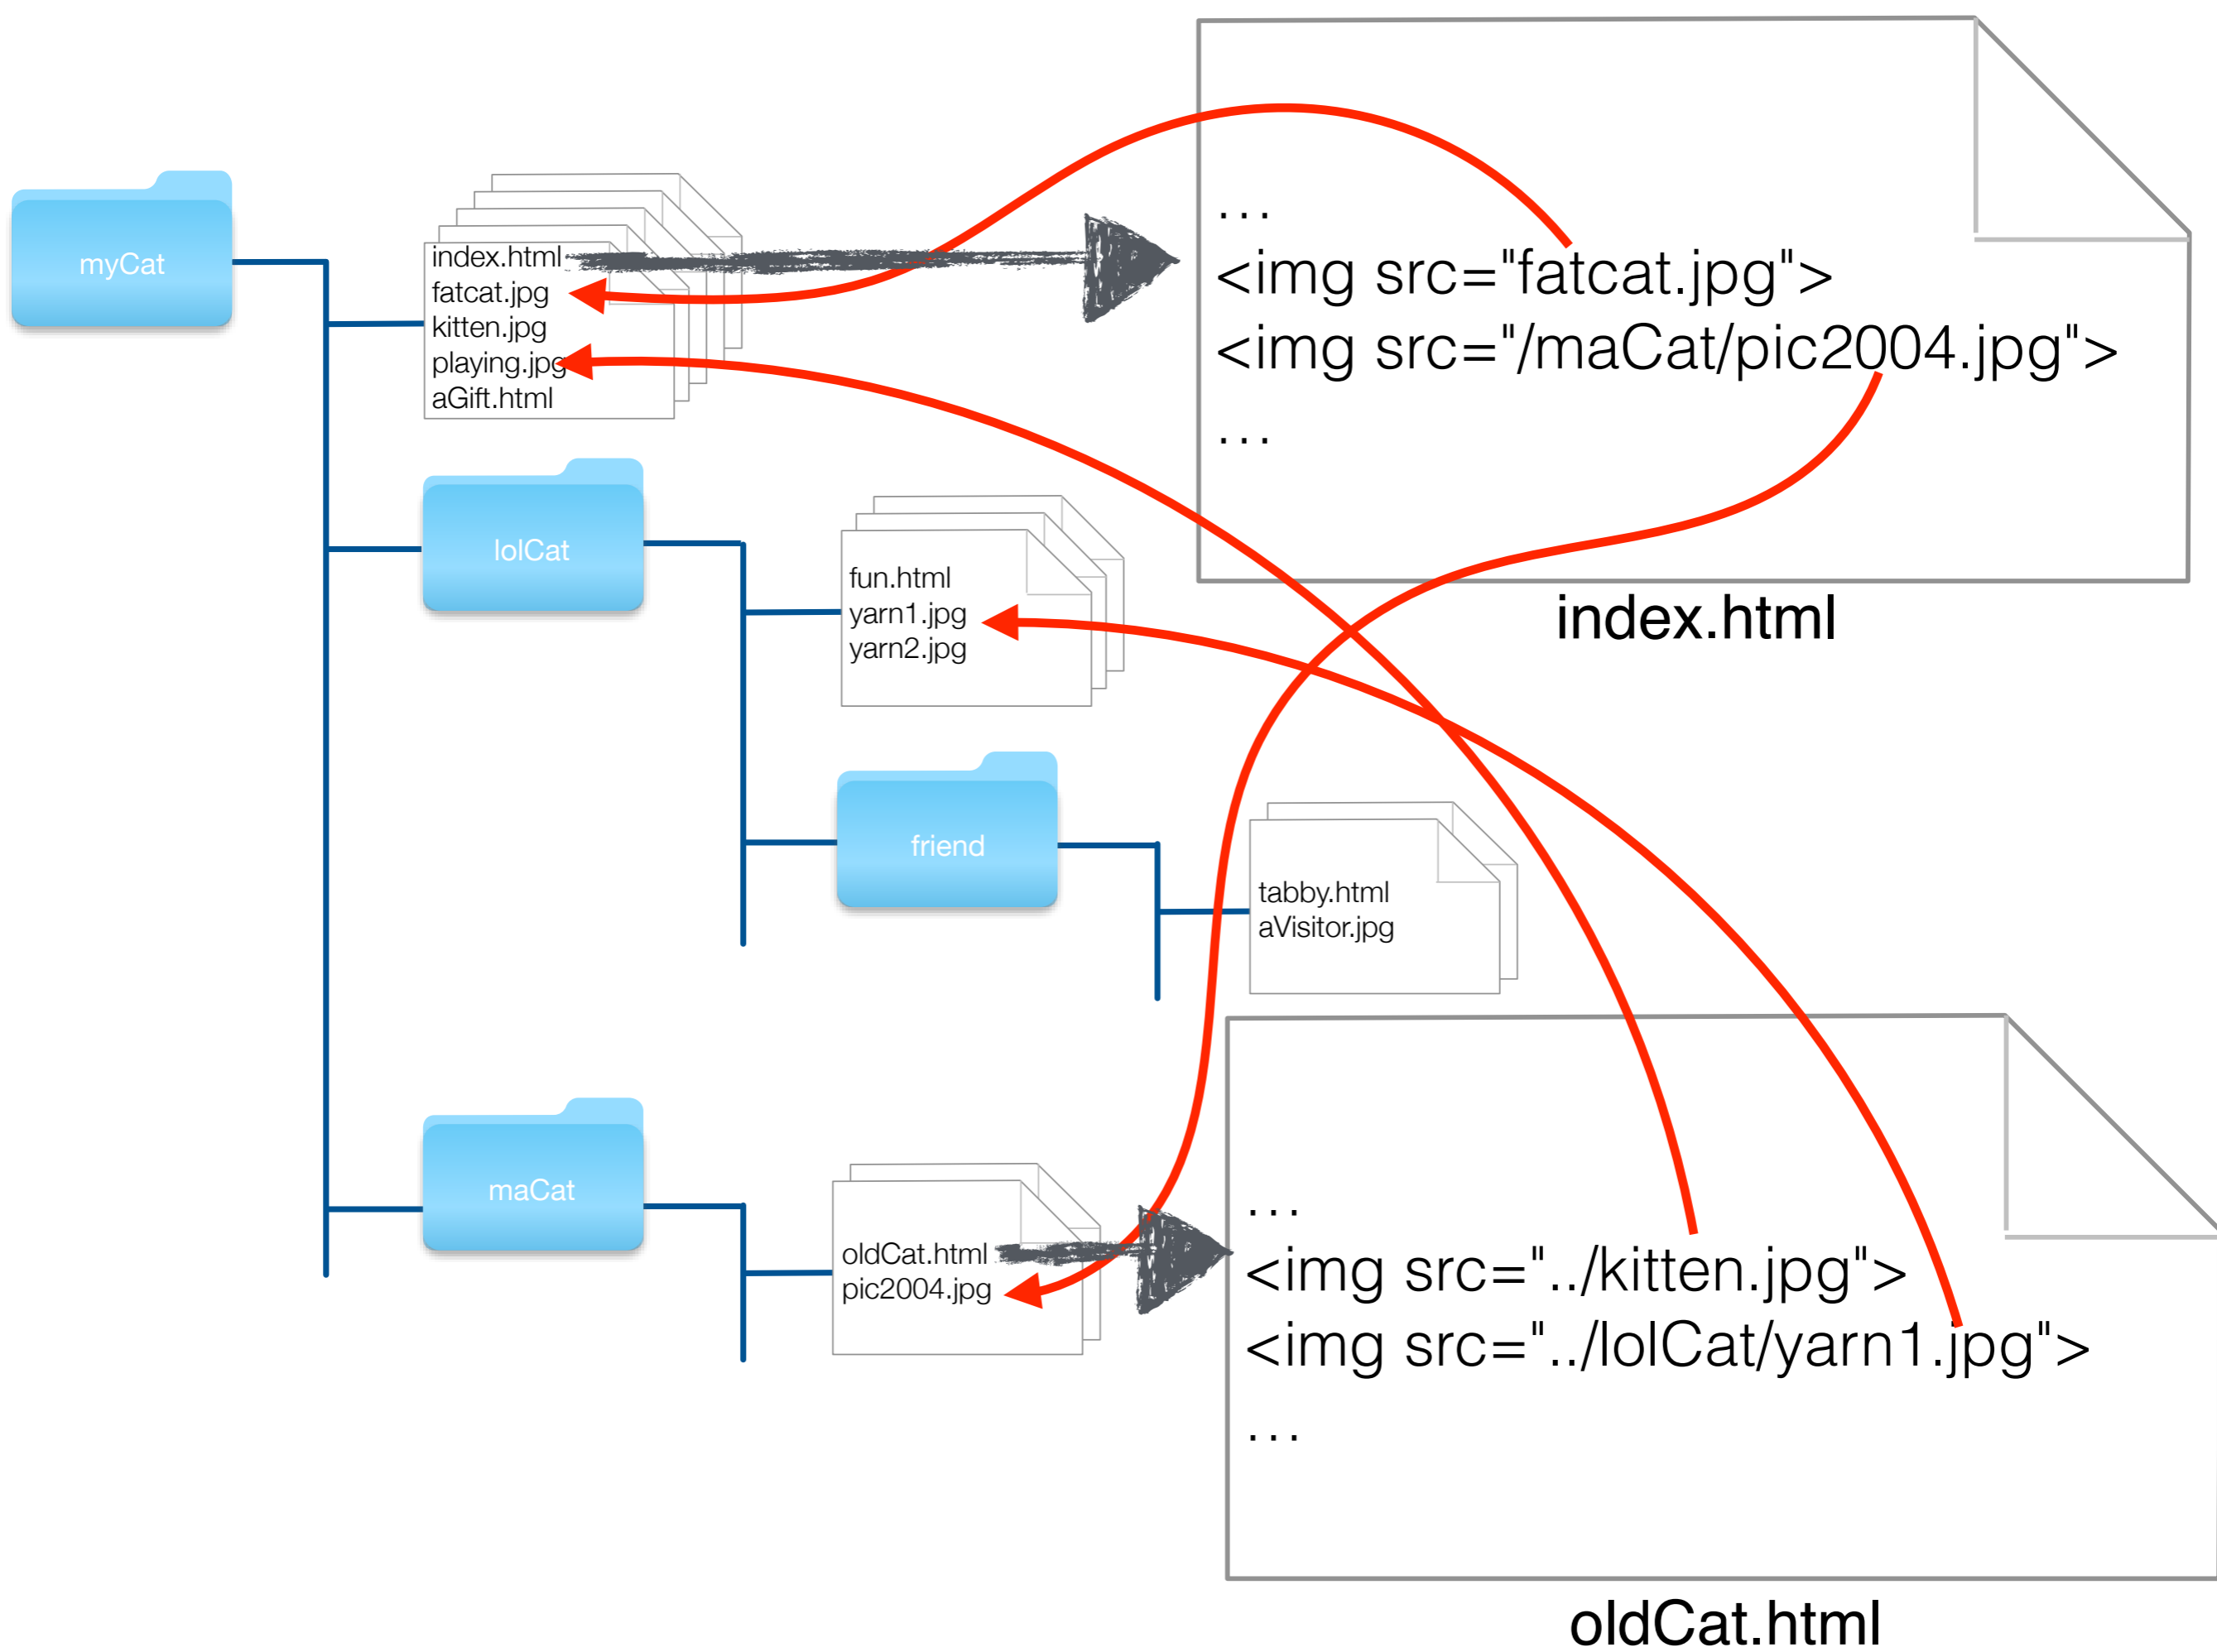 myCat
index.html
fatcat.jpg
kitten.jpg
playing.jpg
aGift.html
...
<img src="fatcat.jpg">
<img src="/maCat/pic2004.jpg">
...
index.html
lolCat
fun.html
yarn1.jpg
yarn2.jpg
friend
tabby.html
aVisitor.jpg
maCat
oldCat.html
pic2004.jpg
...
<img src="../kitten.jpg">
<img src="../lolCat/yarn1.jpg">
...
oldCat.html